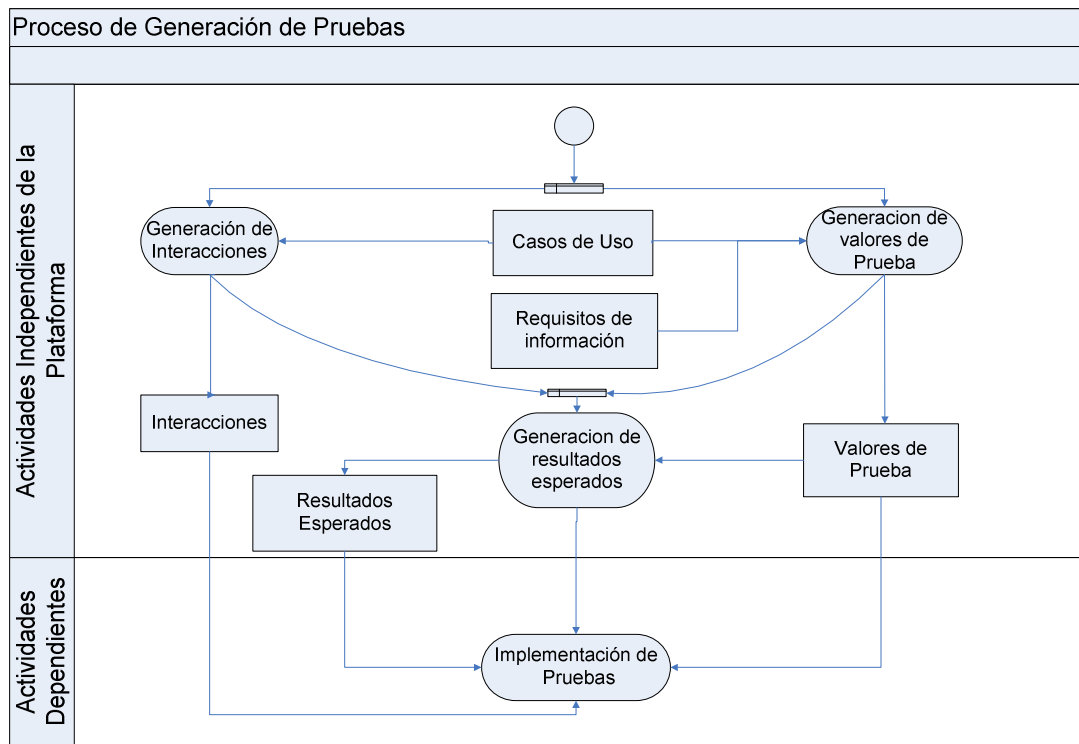 Proceso de Generación de Pruebas
Actividades Independientes de la
Plataforma
Generación de
Interacciones
Casos de Uso
Generacion de
valores de
Prueba
Requisitos de
información
Interacciones
Generacion de
resultados
esperados
Valores de
Prueba
Resultados
Esperados
Actividades
Dependientes
Implementación de
Pruebas